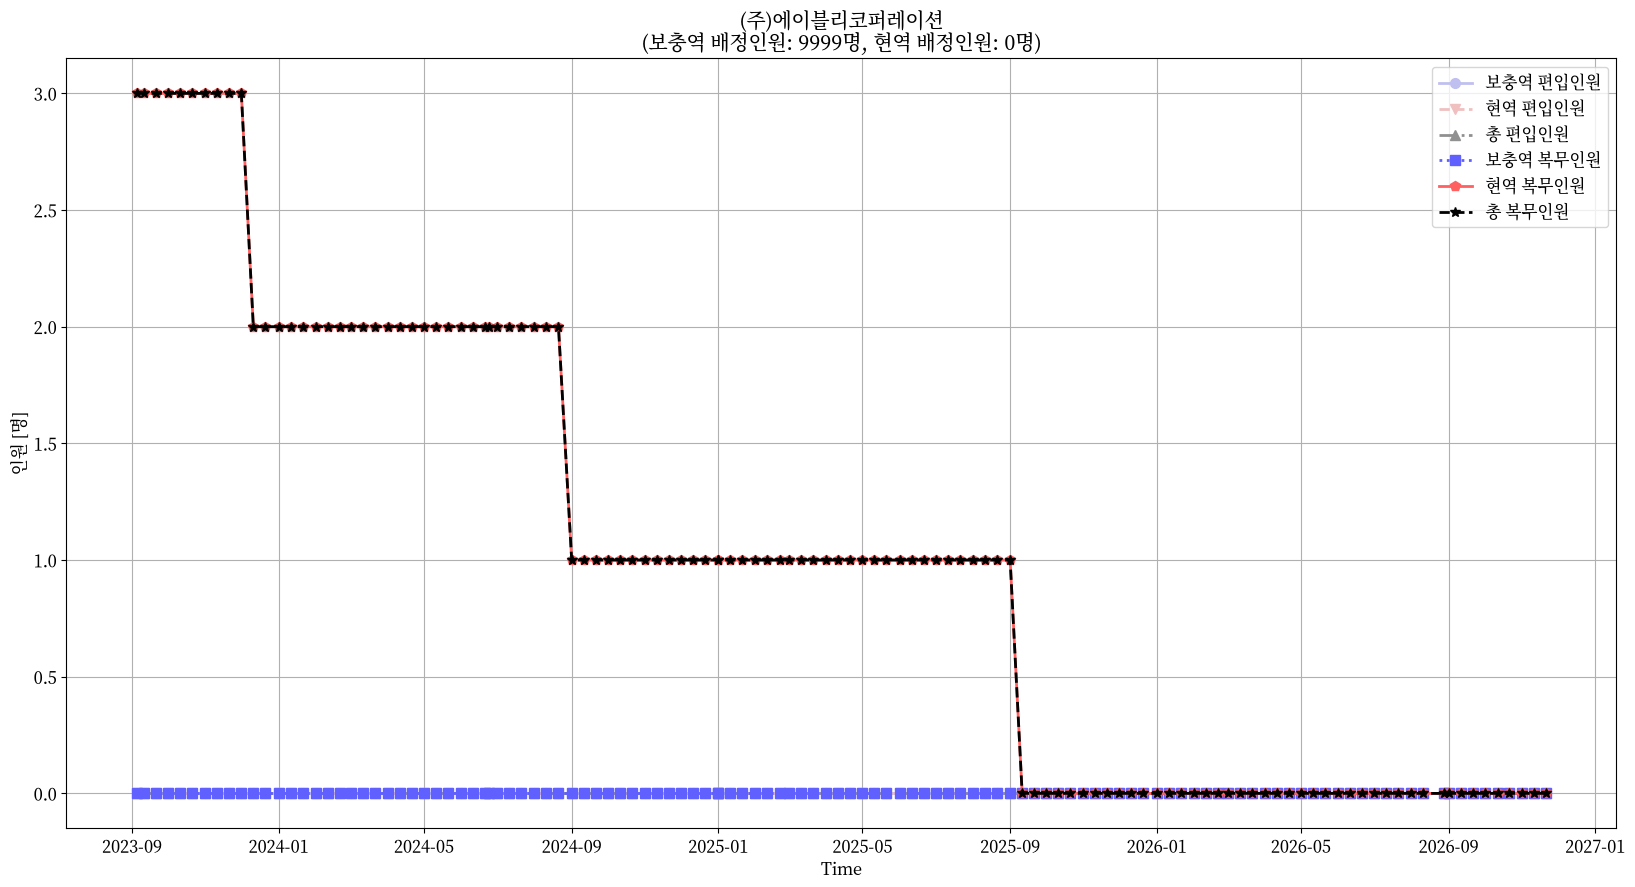 (주)에이블리코퍼레이션
(보충역 배정인원: 9999명, 현역 배정인원: 0명)
보충역 편입인원
현역 편입인원
총 편입인원
보충역 복무인원
현역 복무인원
총 복무인원
인원 [명]
3.0
2.5
2.0
1.5
1.0
0.5
0.0
2023-09 2024-01 2024-05 2024-09 2025-01 2025-05 2025-09 2026-01 2026-05 2026-09 2027-01
Time